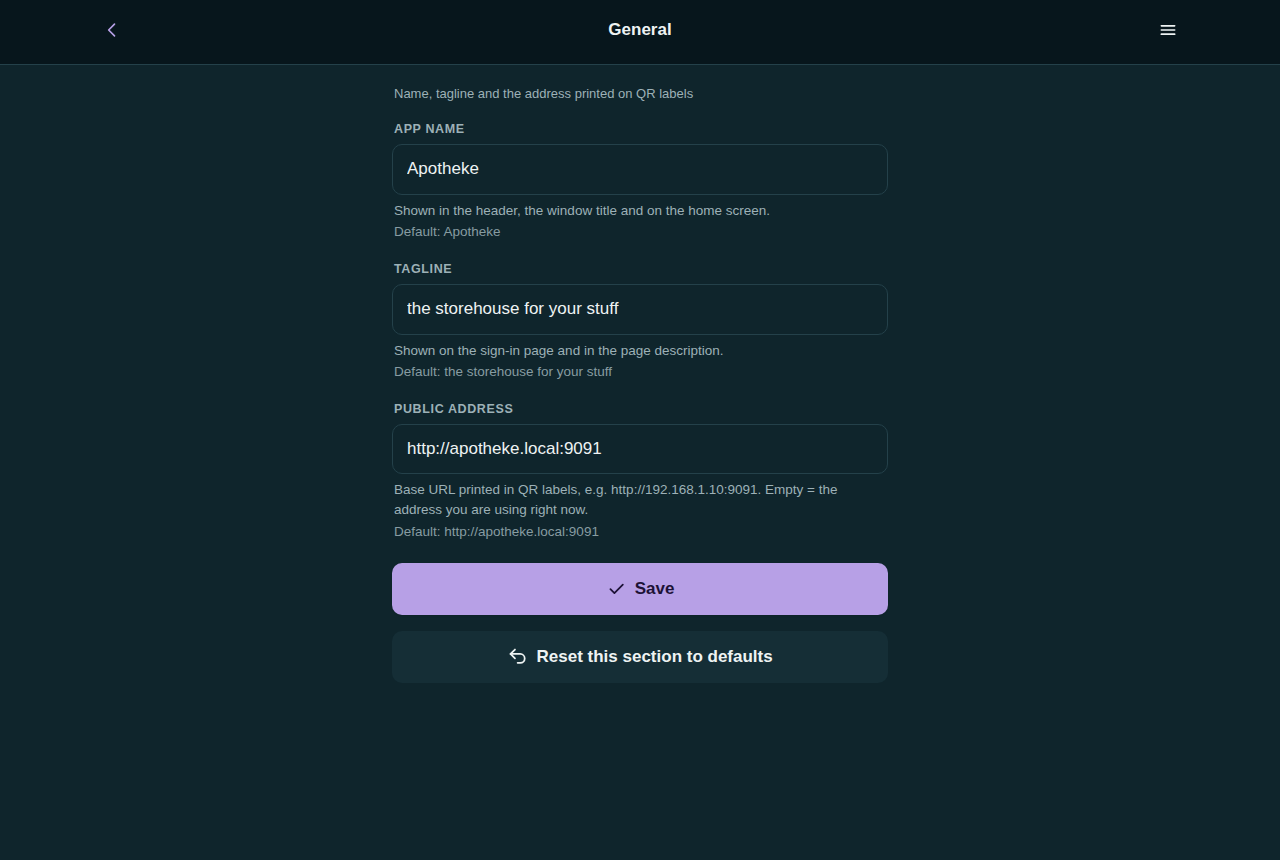 General
Name, tagline and the address printed on QR labels
APP NAME
Apotheke
Shown in the header, the window title and on the home screen.
Default: Apotheke
TAGLINE
the storehouse for your stuff
Shown on the sign-in page and in the page description.
Default: the storehouse for your stuff
PUBLIC ADDRESS
http://apotheke.local:9091
Base URL printed in QR labels, e.g. http://192.168.1.10:9091. Empty = the
address you are using right now.
Default: http://apotheke.local:9091
Save
Reset this section to defaults